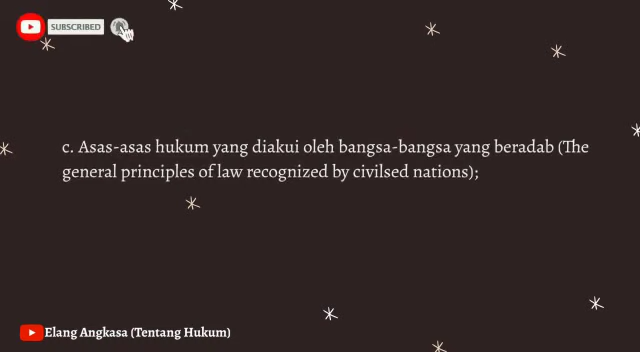 SUBSCRIBED
c. Asas-asas hukum yang diakui oleh bangsa-bangsa yang beradab (The
general principles of law recognized by civilsed nations);
Elang Angkasa (Tentang Hukum)